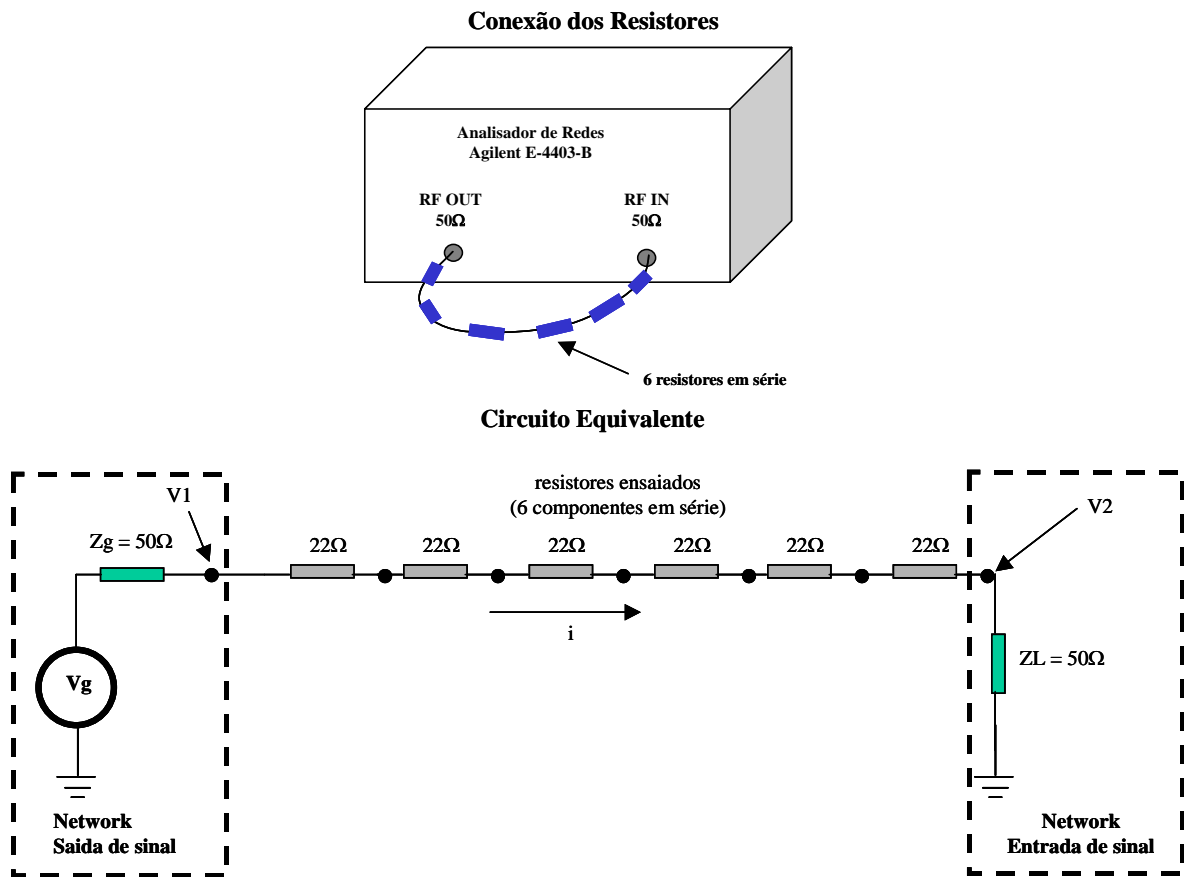 Conexão dos Resistores
Analisador de Redes
Agilent E-4403-B
RF OUT
50Ω
RF IN
50Ω
6 resistores em série
Circuito Equivalente
resistores ensaiados
(6 componentes em série)
V1
V2
Zg = 50Ω
22Ω
22Ω
22Ω
22Ω
22Ω
22Ω
i
Vg
ZL = 50Ω
Network
Saida de sinal
Network
Entrada de sinal